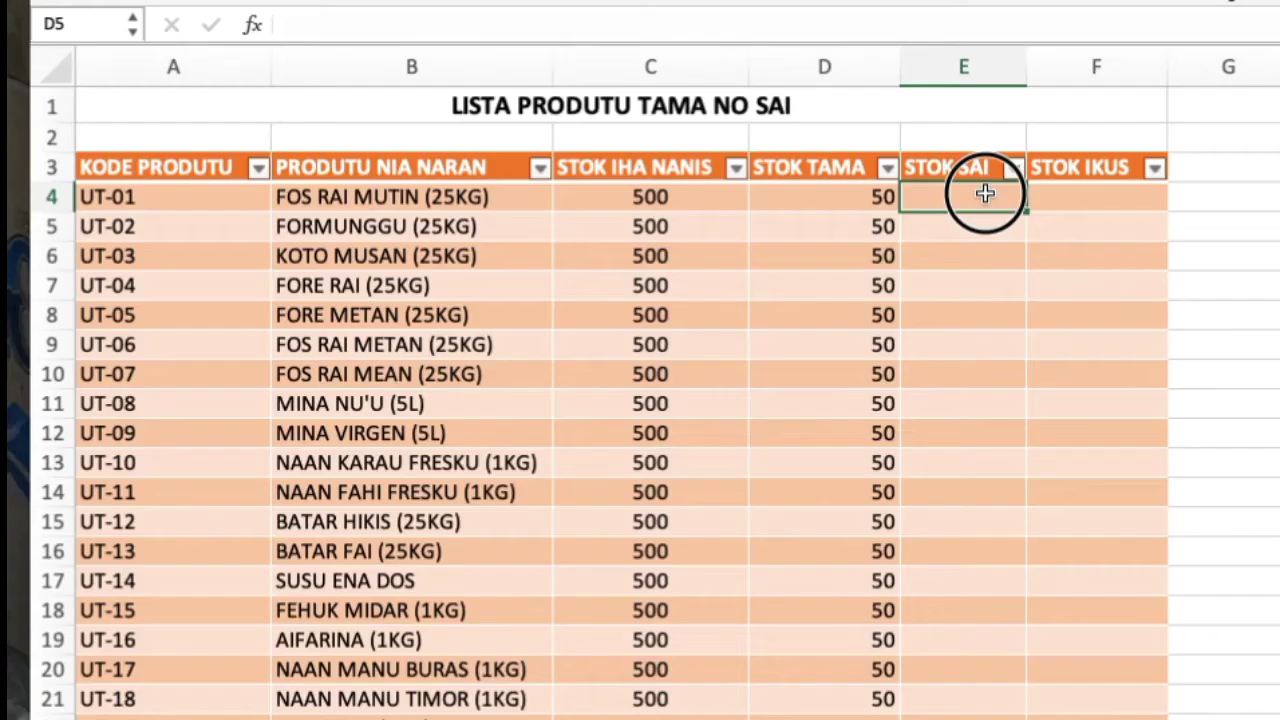 D5 fx
A B C D E F G
1 LISTA PRODUTU TAMA NO SAI
2
3 KODE PRODUTU PRODUTU NIA NARAN STOK IHA NANIS STOK TAMA STOK SAI STOK IKUS
4 UT-01 FOS RAI MUTIN (25KG) 500 50
5 UT-02 FORMUNGGU (25KG) 500 50
6 UT-03 KOTO MUSAN (25KG) 500 50
7 UT-04 FORE RAI (25KG) 500 50
8 UT-05 FORE METAN (25KG) 500 50
9 UT-06 FOS RAI METAN (25KG) 500 50
10 UT-07 FOS RAI MEAN (25KG) 500 50
11 UT-08 MINA NU'U (5L) 500 50
12 UT-09 MINA VIRGEN (5L) 500 50
13 UT-10 NAAN KARAU FRESKU (1KG) 500 50
14 UT-11 NAAN FAHI FRESKU (1KG) 500 50
15 UT-12 BATAR HIKIS (25KG) 500 50
16 UT-13 BATAR FAI (25KG) 500 50
17 UT-14 SUSU ENA DOS 500 50
18 UT-15 FEHUK MIDAR (1KG) 500 50
19 UT-16 AIFARINA (1KG) 500 50
20 UT-17 NAAN MANU BURAS (1KG) 500 50
21 UT-18 NAAN MANU TIMOR (1KG) 500 50